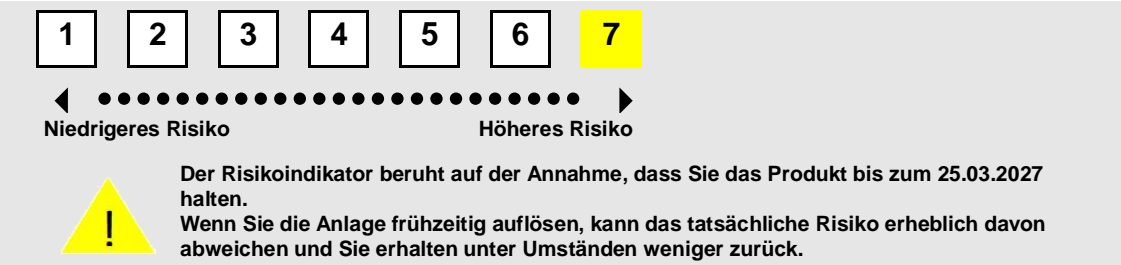 1 2 3 4 5 6 7
Niedrigeres Risiko Höheres Risiko
Der Risikoindikator beruht auf der Annahme, dass Sie das Produkt bis zum 25.03.2027
halten.
Wenn Sie die Anlage frühzeitig auflösen, kann das tatsächliche Risiko erheblich davon
abweichen und Sie erhalten unter Umständen weniger zurück.
!